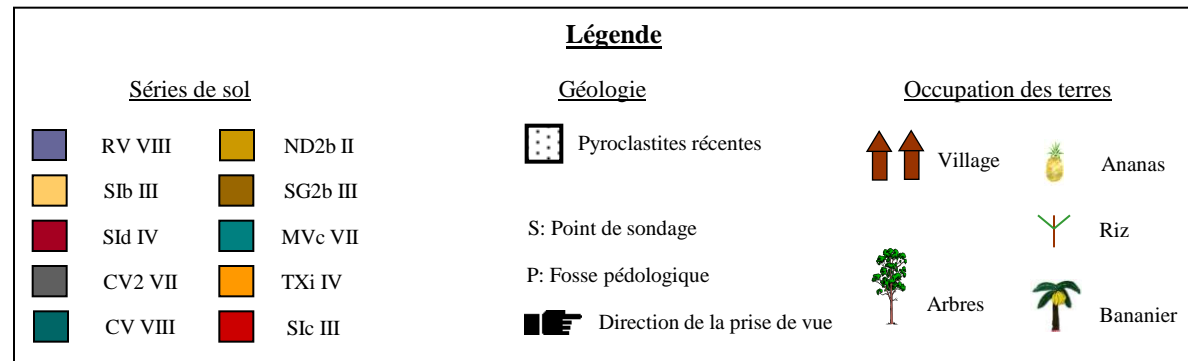 Légende
Séries de sol
RV VIII
SIb III
SId IV
CV2 VII
CV VIII
ND2b II
SG2b III
MVc VII
TXi IV
SIc III
Géologie
Pyroclastites récentes
S: Point de sondage
P: Fosse pédologique
Direction de la prise de vue
Occupation des terres
Village
Arbres
Ananas
Riz
Bananier